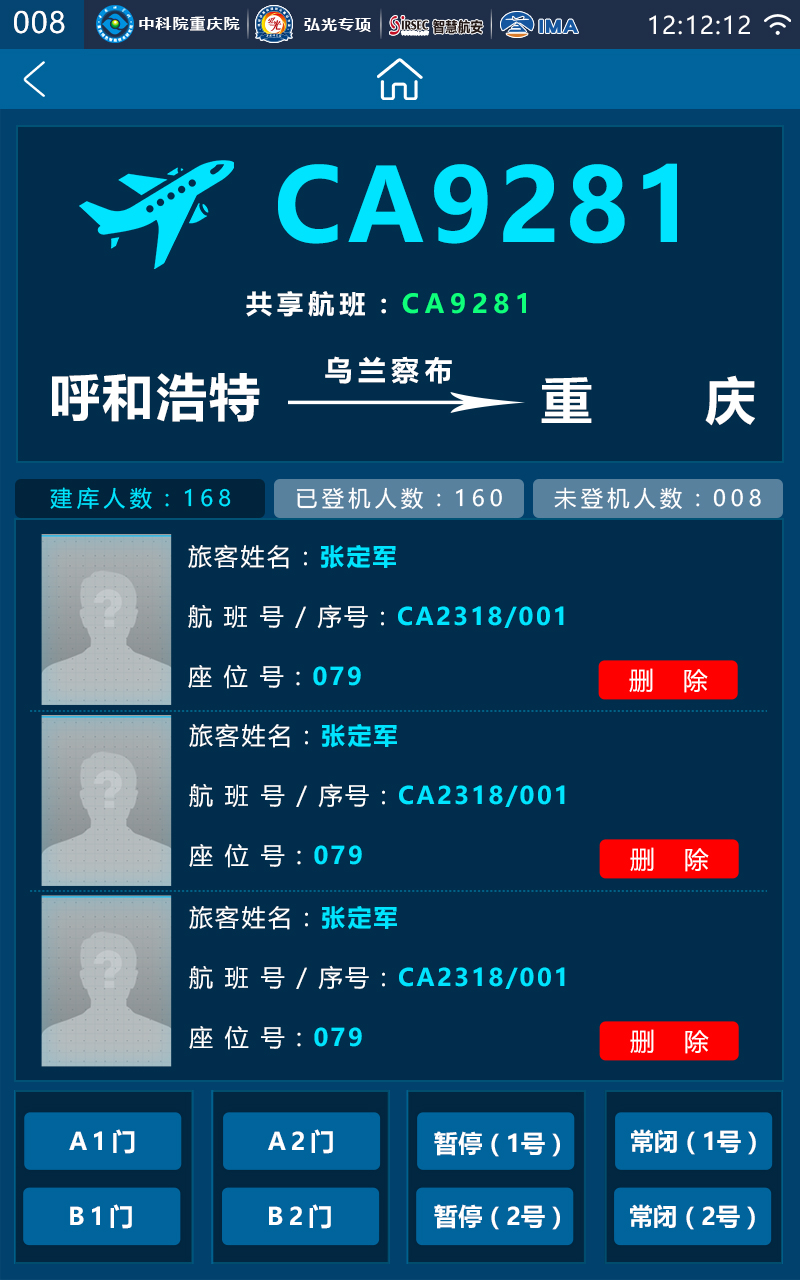 008 中科院重庆院 弘光专项 SiRSEC 智慧航安 IMA 12:12:12
CA9281
共享航班：CA9281
呼和浩特 乌兰察布 重 庆
建库人数：168 已登机人数：160 未登机人数：008
旅客姓名：张定军
航 班 号 / 序号：CA2318/001
座 位 号：079
删 除
旅客姓名：张定军
航 班 号 / 序号：CA2318/001
座 位 号：079
删 除
旅客姓名：张定军
航 班 号 / 序号：CA2318/001
座 位 号：079
删 除
A1门 A2门 暂停（1号） 常闭（1号）
B1门 B2门 暂停（2号） 常闭（2号）